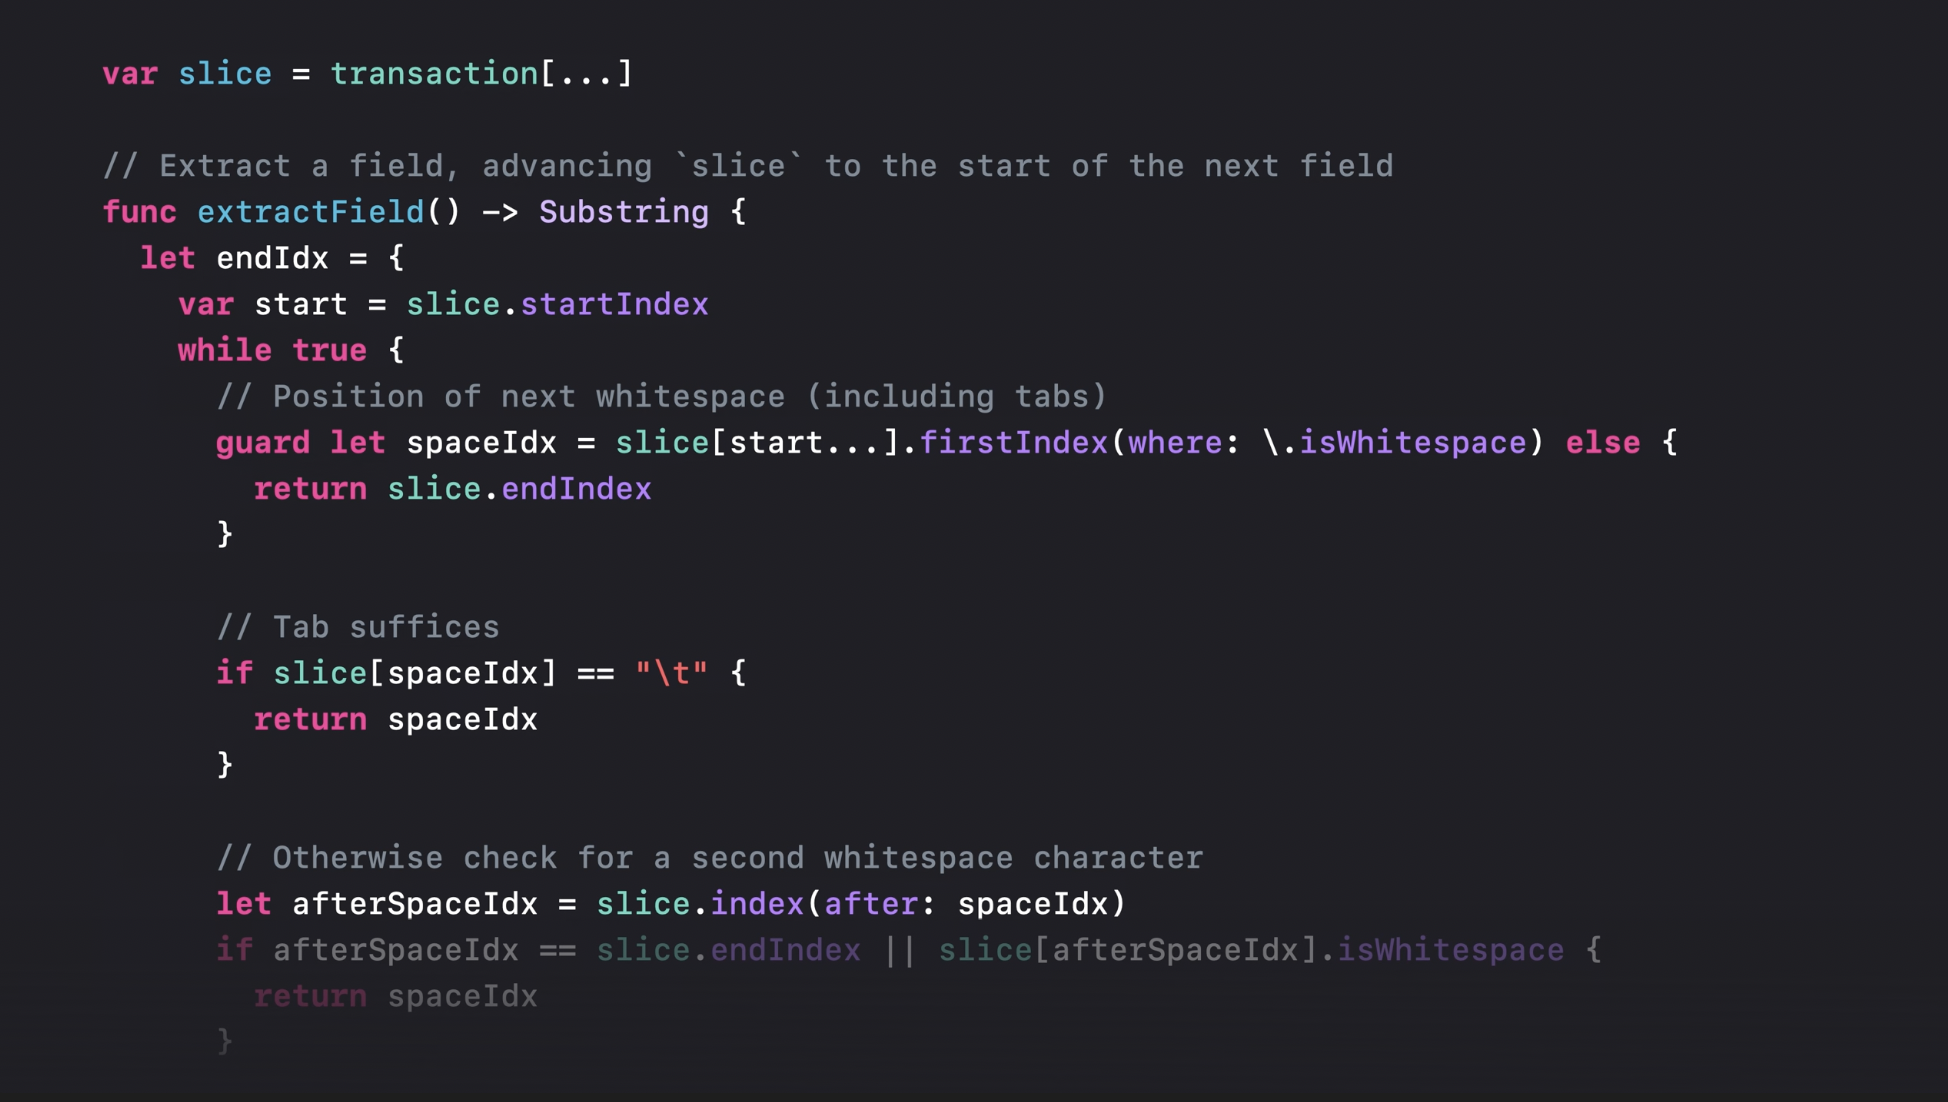 var slice = transaction[...]
// Extract a field, advancing `slice` to the start of the next field
func extractField() -> Substring {
let endIdx = {
var start = slice.startIndex
while true {
// Position of next whitespace (including tabs)
guard let spaceIdx = slice[start...].firstIndex(where: \.isWhitespace) else {
return slice.endIndex
}
// Tab suffices
if slice[spaceIdx] == "\t" {
return spaceIdx
}
// Otherwise check for a second whitespace character
let afterSpaceIdx = slice.index(after: spaceIdx)
if afterSpaceIdx == slice.endIndex || slice[afterSpaceIdx].isWhitespace {
return spaceIdx
}